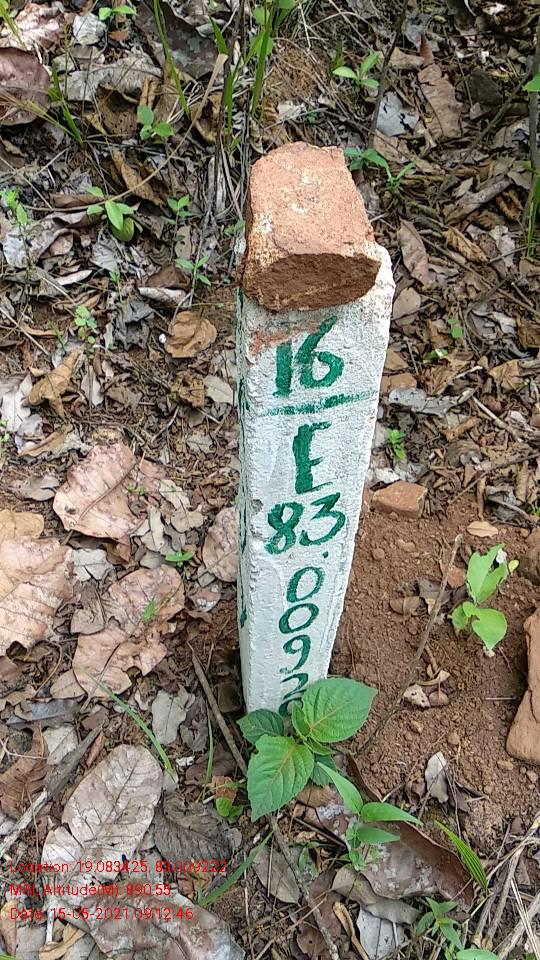 16
E
83
.0092
Location: 19.083425, 83.009222
MSL Altitude(M): 890.55
Date: 15-06-2021 09:12:46